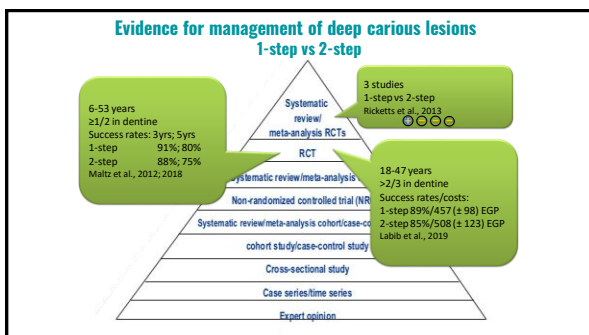 Evidence for management of deep carious lesions
1-step vs 2-step
6-53 years
≥1/2 in dentine
Success rates: 3yrs; 5yrs
1-step 91%; 80%
2-step 88%; 75%
Maltz et al., 2012; 2018
3 studies
1-step vs 2-step
Ricketts et al., 2013
18-47 years
>2/3 in dentine
Success rates/costs:
1-step 89%/457 (± 98) EGP
2-step 85%/508 (± 123) EGP
Labib et al., 2019
Systematic
review/
meta-analysis RCTs
RCT
Systematic review/meta-analysis
Non-randomized controlled trial (NR
Systematic review/meta-analysis cohort/case-co
cohort study/case-control study
Cross-sectional study
Case series/time series
Expert opinion